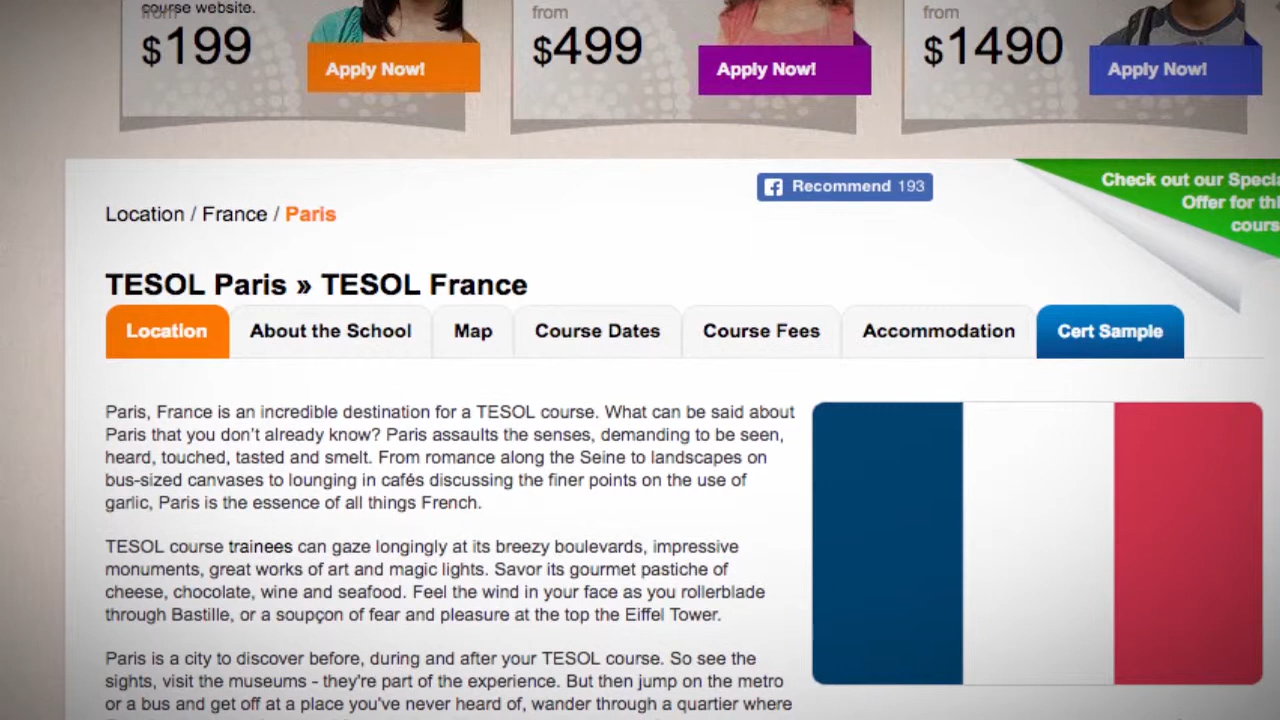 course website.
from
from
from
$199
$499
$1490
Apply Now!
Apply Now!
Apply Now!
Check out our Specia
Offer for thi
cours
Recommend 193
Location / France / Paris
TESOL Paris » TESOL France
Location
About the School
Map
Course Dates
Course Fees
Accommodation
Cert Sample
Paris, France is an incredible destination for a TESOL course. What can be said about
Paris that you don't already know? Paris assaults the senses, demanding to be seen,
heard, touched, tasted and smelt. From romance along the Seine to landscapes on
bus-sized canvases to lounging in cafés discussing the finer points on the use of
garlic, Paris is the essence of all things French.
TESOL course trainees can gaze longingly at its breezy boulevards, impressive
monuments, great works of art and magic lights. Savor its gourmet pastiche of
cheese, chocolate, wine and seafood. Feel the wind in your face as you rollerblade
through Bastille, or a soupçon of fear and pleasure at the top the Eiffel Tower.
Paris is a city to discover before, during and after your TESOL course. So see the
sights, visit the museums - they're part of the experience. But then jump on the metro
or a bus and get off at a place you've never heard of, wander through a quartier where